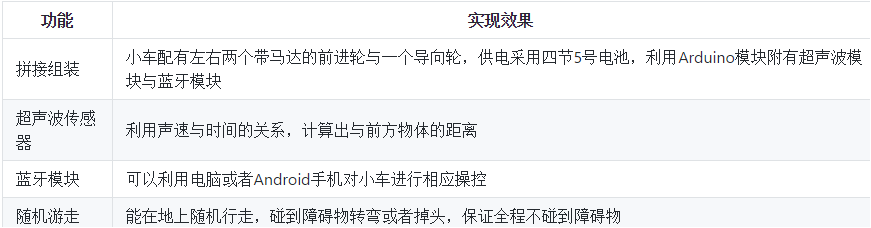 功能 实现效果
拼接组装 小车配有左右两个带马达的前进轮与一个导向轮，供电采用四节5号电池，利用Arduino模块附有超声波模
块与蓝牙模块
超声波传感
器 利用声速与时间的关系，计算出与前方物体的距离
蓝牙模块 可以利用电脑或者Android手机对小车进行相应操控
随机游走 能在地上随机行走，碰到障碍物转弯或者掉头，保证全程不碰到障碍物